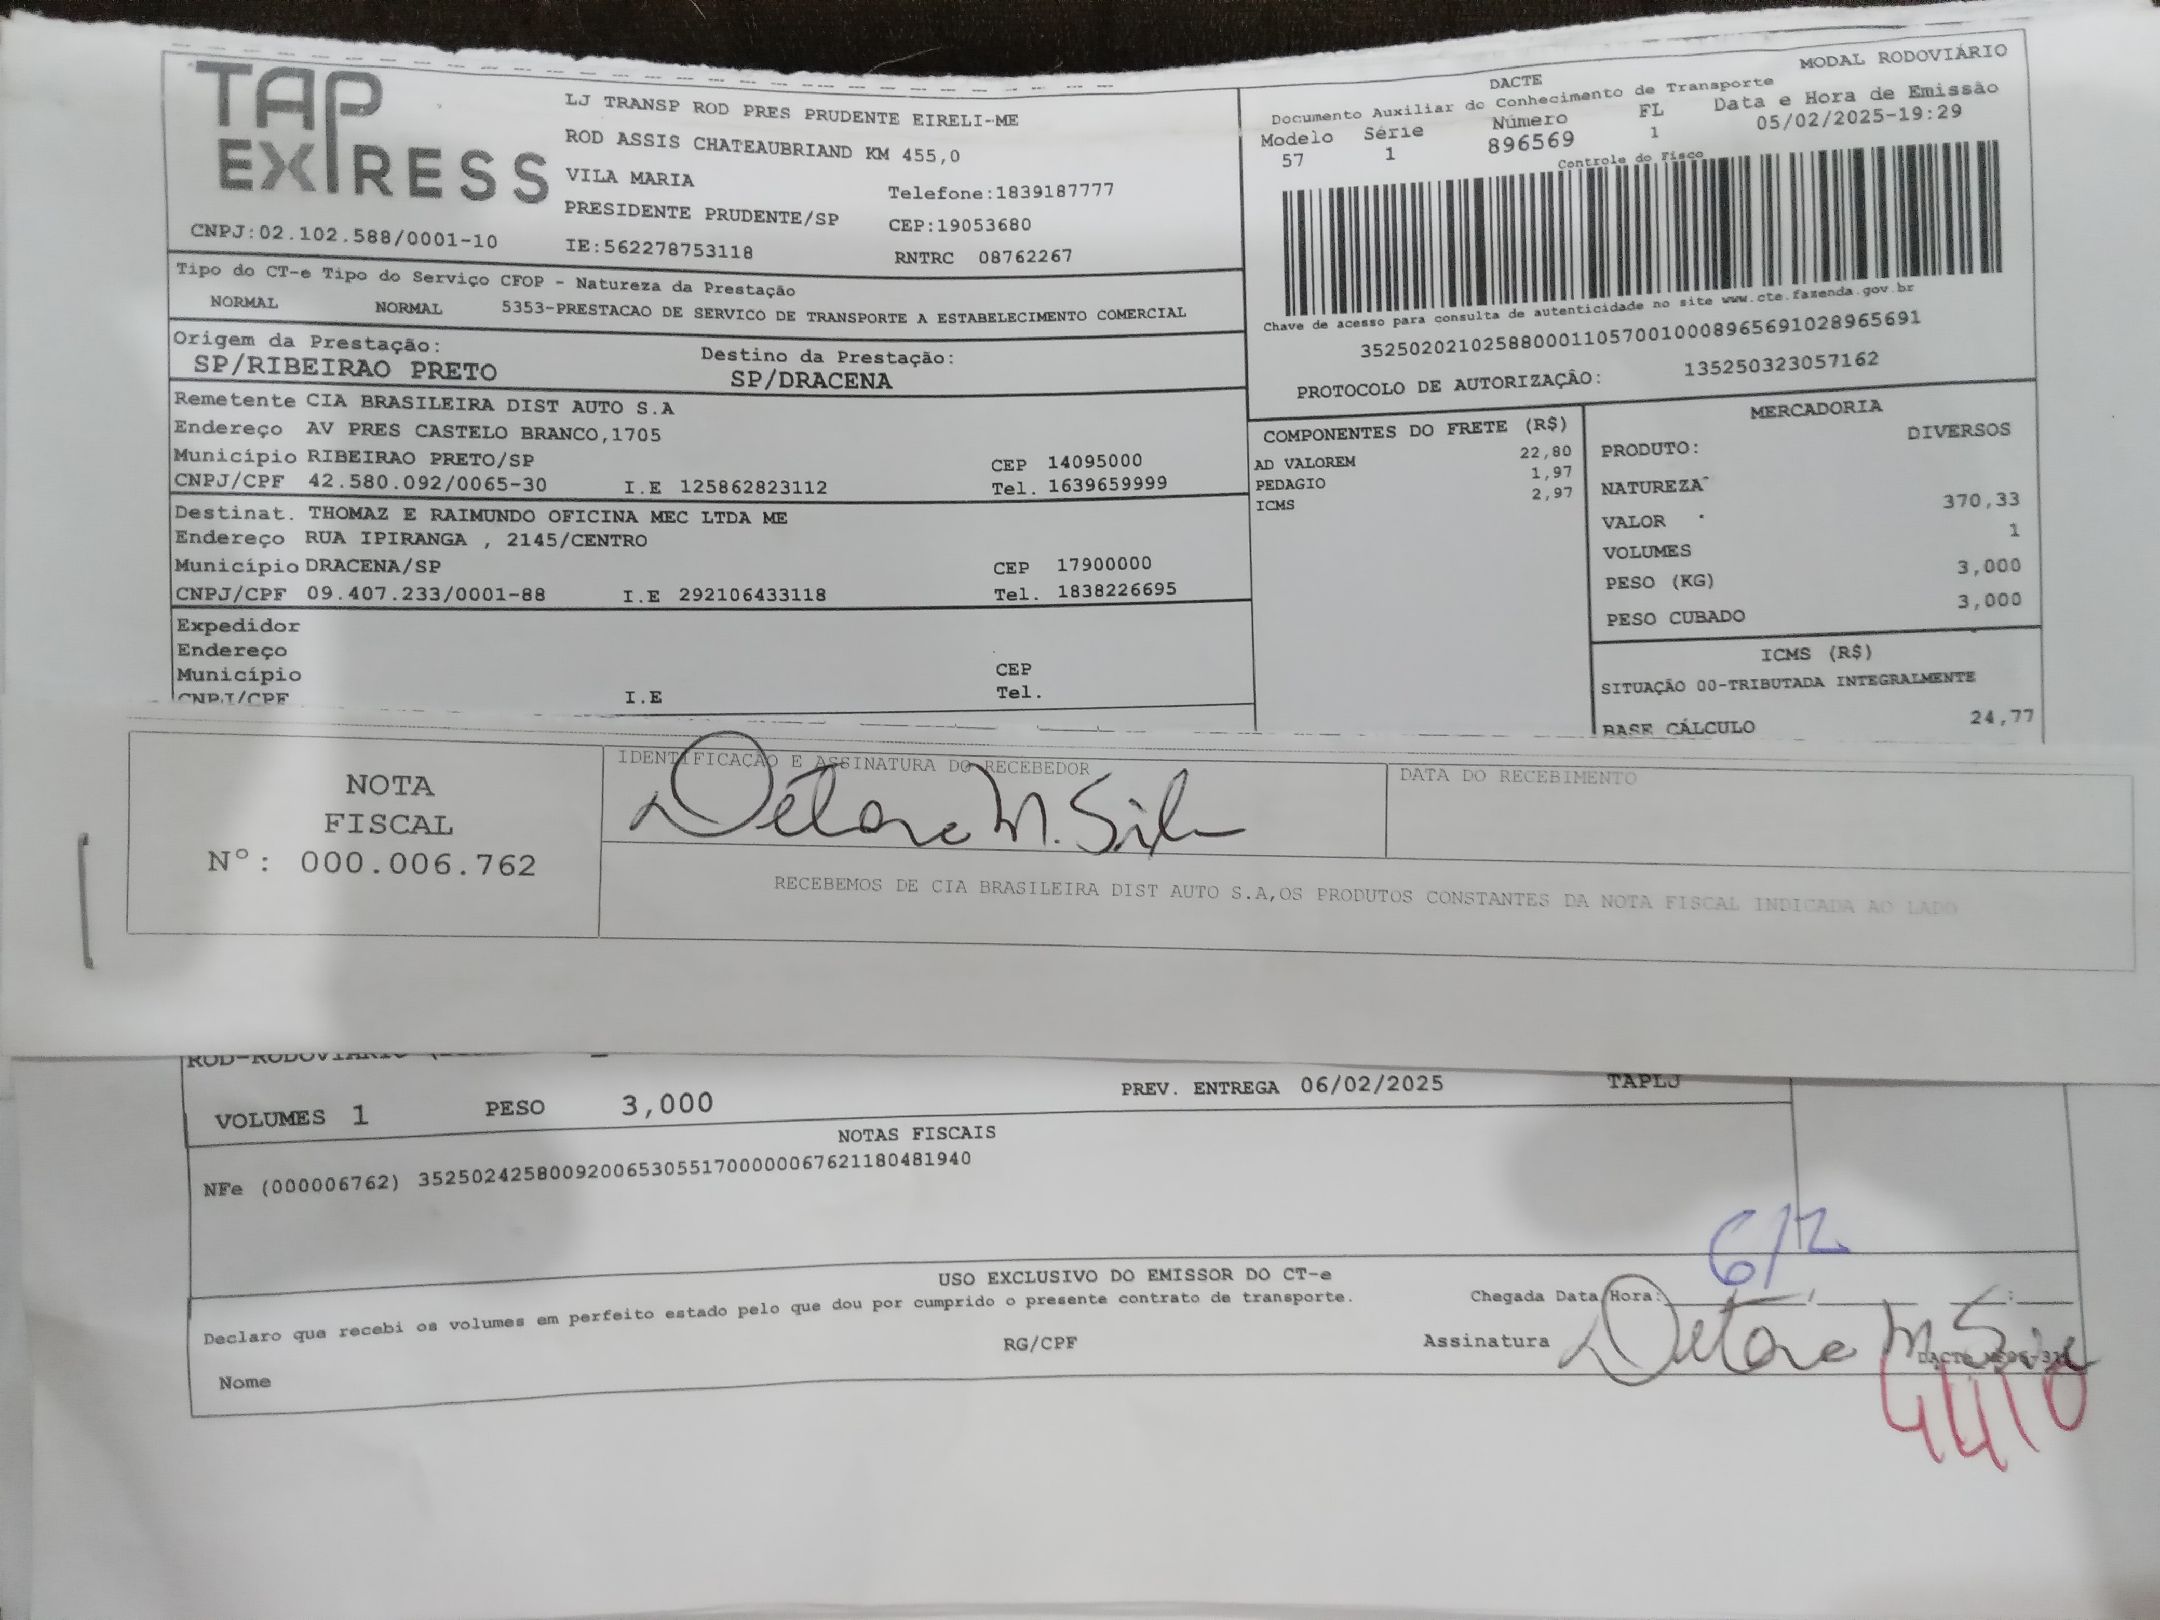 TAP
EXPRESS
CNPJ:02.102.588/0001-10
LJ TRANSP ROD PRES PRUDENTE EIRELI-ME
ROD ASSIS CHATEAUBRIAND KM 455,0
VILA MARIA
Telefone:1839187777
PRESIDENTE PRUDENTE/SP
CEP:19053680
IE:562278753118
RNTRC 08762267
MODAL RODOVIÁRIO
DACTE
Documento Auxiliar do Conhecimento de Transporte
Modelo Série Número FL Data e Hora de Emissão
57 1 896569 1 05/02/2025-19:29
Controle do Fisco
Chave de acesso para consulta de autenticidade no site www.cte.fazenda.gov.br
35250202102588000110570010008965691028965691
PROTOCOLO DE AUTORIZAÇÃO: 135250323057162
Tipo do CT-e Tipo do Serviço CFOP - Natureza da Prestação
NORMAL NORMAL 5353-PRESTACAO DE SERVICO DE TRANSPORTE A ESTABELECIMENTO COMERCIAL
Origem da Prestação: Destino da Prestação:
SP/RIBEIRAO PRETO SP/DRACENA
Remetente CIA BRASILEIRA DIST AUTO S.A
Endereço AV PRES CASTELO BRANCO,1705
Município RIBEIRAO PRETO/SP CEP 14095000
CNPJ/CPF 42.580.092/0065-30 I.E 125862823112 Tel. 1639659999
Destinat. THOMAZ E RAIMUNDO OFICINA MEC LTDA ME
Endereço RUA IPIRANGA , 2145/CENTRO
Município DRACENA/SP CEP 17900000
CNPJ/CPF 09.407.233/0001-88 I.E 292106433118 Tel. 1838226695
Expedidor
Endereço
Município CEP
CNPJ/CPF I.E Tel.
COMPONENTES DO FRETE (R$)
AD VALOREM 22,80
PEDAGIO 1,97
ICMS 2,97
MERCADORIA
PRODUTO: DIVERSOS
NATUREZA
VALOR 370,33
VOLUMES 1
PESO (KG) 3,000
PESO CUBADO 3,000
ICMS (R$)
SITUAÇÃO 00-TRIBUTADA INTEGRALMENTE
BASE CÁLCULO 24,77
NOTA
FISCAL
Nº: 000.006.762
IDENTIFICAÇÃO E ASSINATURA DO RECEBEDOR
DATA DO RECEBIMENTO
RECEBEMOS DE CIA BRASILEIRA DIST AUTO S.A,OS PRODUTOS CONSTANTES DA NOTA FISCAL INDICADA AO LADO
VOLUMES 1 PESO 3,000 PREV. ENTREGA 06/02/2025 TAPLJ
NOTAS FISCAIS
NFe (000006762) 35250242580092006530551700000067621180481940
6/2
USO EXCLUSIVO DO EMISSOR DO CT-e
Declaro que recebi os volumes em perfeito estado pelo que dou por cumprido o presente contrato de transporte.
Chegada Data/Hora:
RG/CPF
Assinatura
Nome
4410